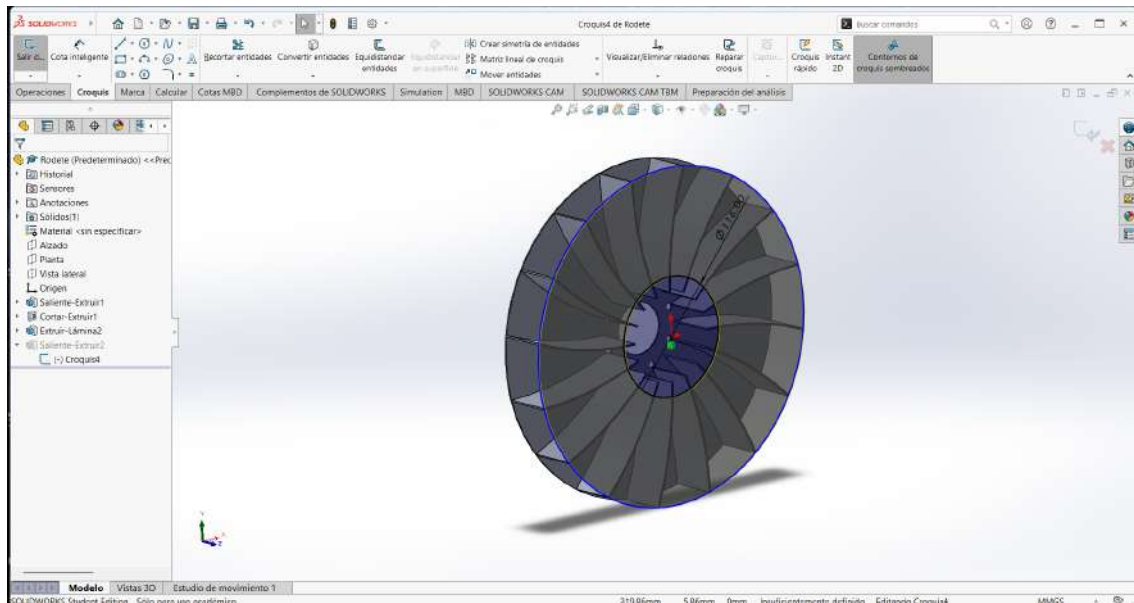 SOLIDWORKS
Croquis4 de Rodete
Buscar comandos
Salir d...
Cota inteligente
Recortar entidades
Convertir entidades
Equidistanciar entidades
Crear simetría de entidades
Matriz lineal de croquis
Mover entidades
Visualizar/Eliminar relaciones
Reparar croquis
Croquis rápido
Instant 2D
Contornos de croquis sombreados
Operaciones
Croquis
Marca
Calcular
Cotas MBD
Complementos de SOLIDWORKS
Simulation
MBD
SOLIDWORKS CAM
SOLIDWORKS CAM TBM
Preparación del análisis
Rodete (Predeterminado) <<Prec
Historial
Sensores
Anotaciones
Sólidos(1)
Material <sin especificar>
Alzado
Planta
Vista lateral
Origen
Saliente-Extruir1
Cortar-Extruir1
Extruir-Lámina2
Saliente-Extruir2
(-) Croquis4
Modelo
Vistas 3D
Estudio de movimiento 1
SOLIDWORKS Student Edition - Sólo para uso académico.
319.86mm
5.86mm
0mm
Insuficientemente definido
Editando Croquis4
MMGS